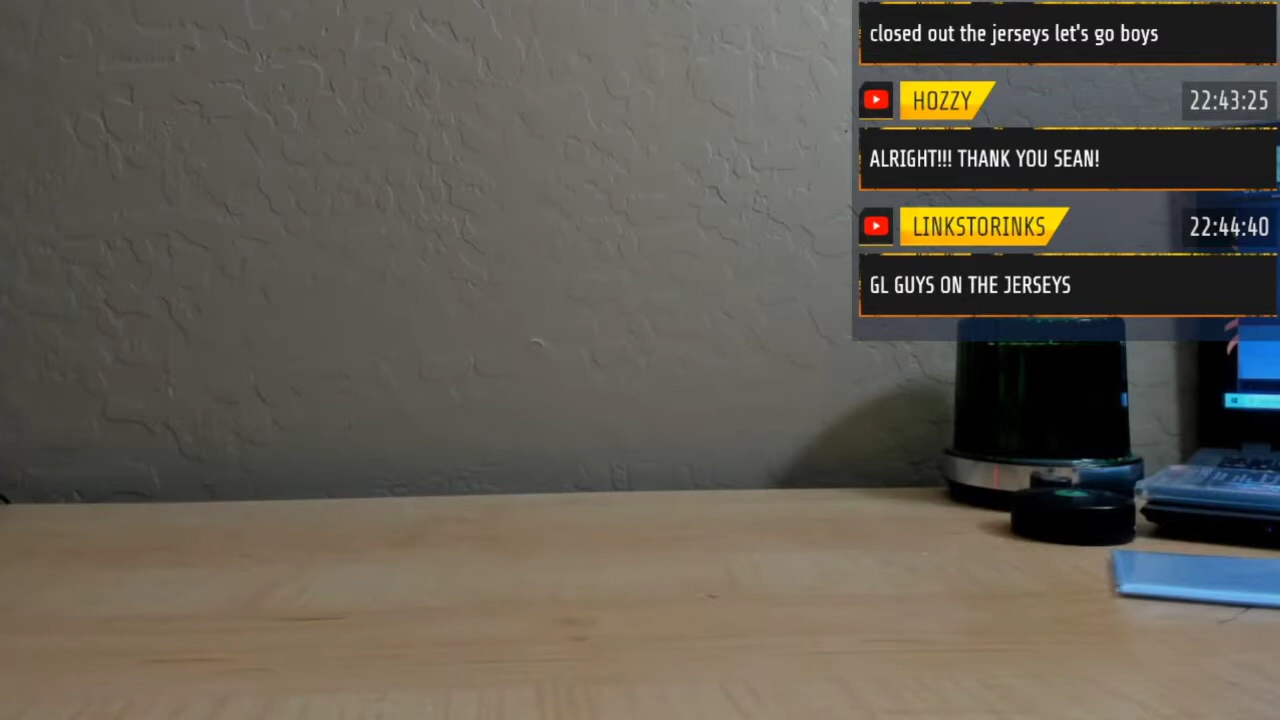 closed out the jerseys let's go boys
HOZZY
22:43:25
ALRIGHT!!! THANK YOU SEAN!
LINKSTORINKS
22:44:40
GL GUYS ON THE JERSEYS